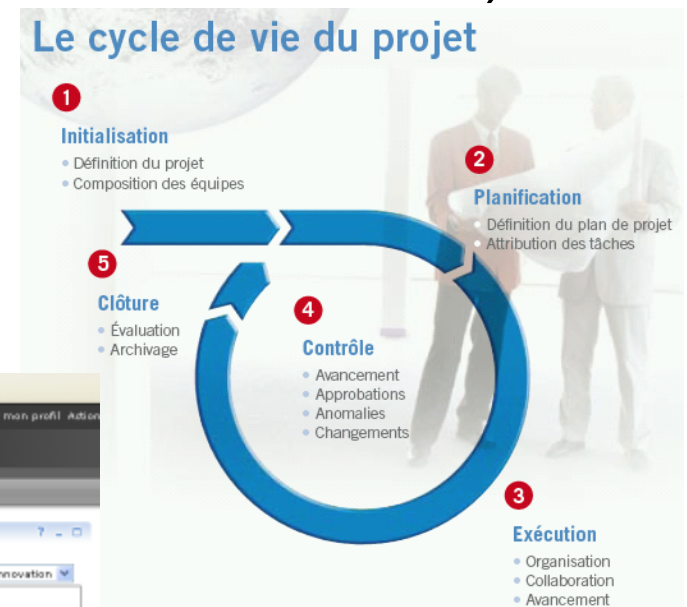 Le cycle de vie du projet
1
Initialisation
• Définition du projet
• Composition des équipes
2
Planification
• Définition du plan de projet
• Attribution des tâches
5
Clôture
• Évaluation
• Archivage
4
Contrôle
• Avancement
• Approbations
• Anomalies
• Changements
3
Exécution
• Organisation
• Collaboration
• Avancement
mon profil Action
? - □
nnovation